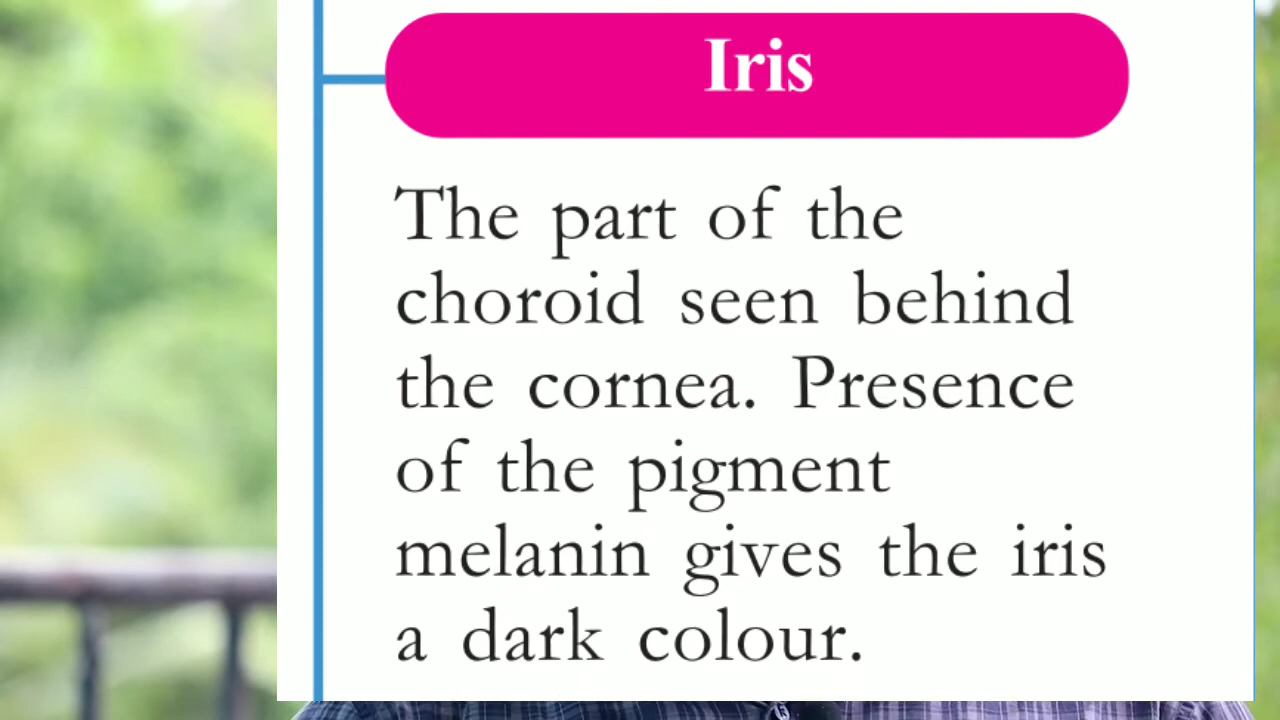 Iris
The part of the
choroid seen behind
the cornea. Presence
of the pigment
melanin gives the iris
a dark colour.